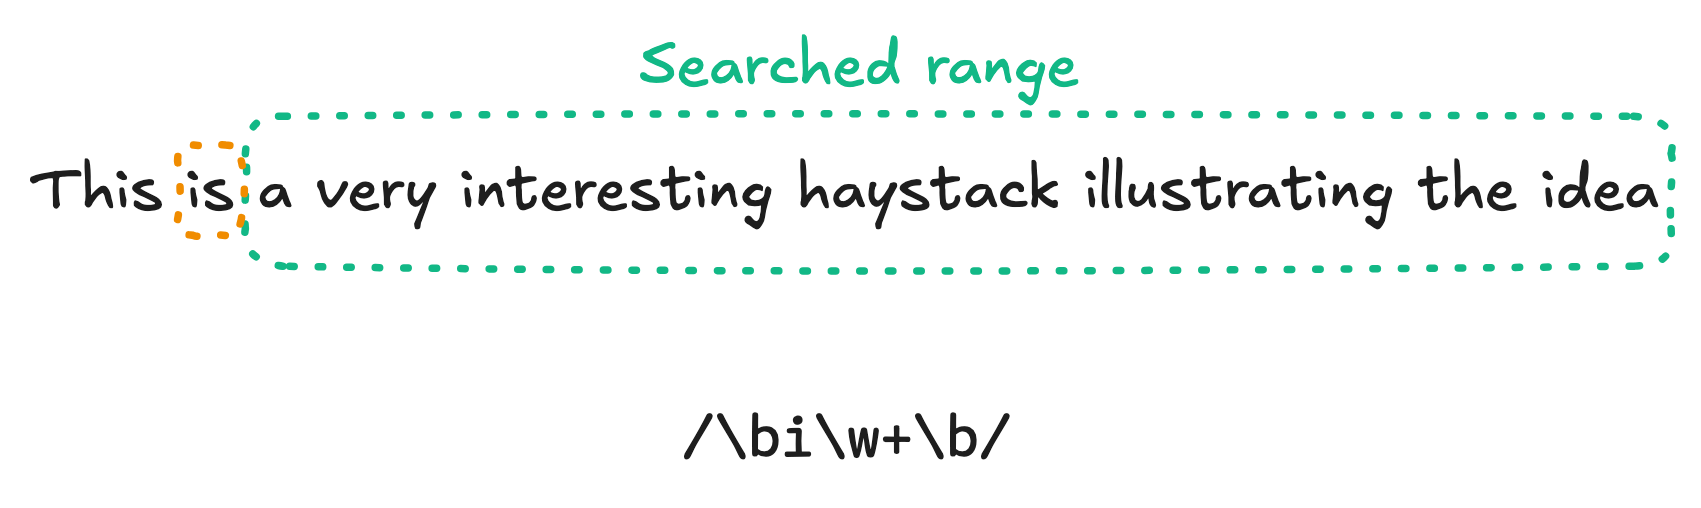 Searched range
This is a very interesting haystack illustrating the idea
/\bi\w+\b/